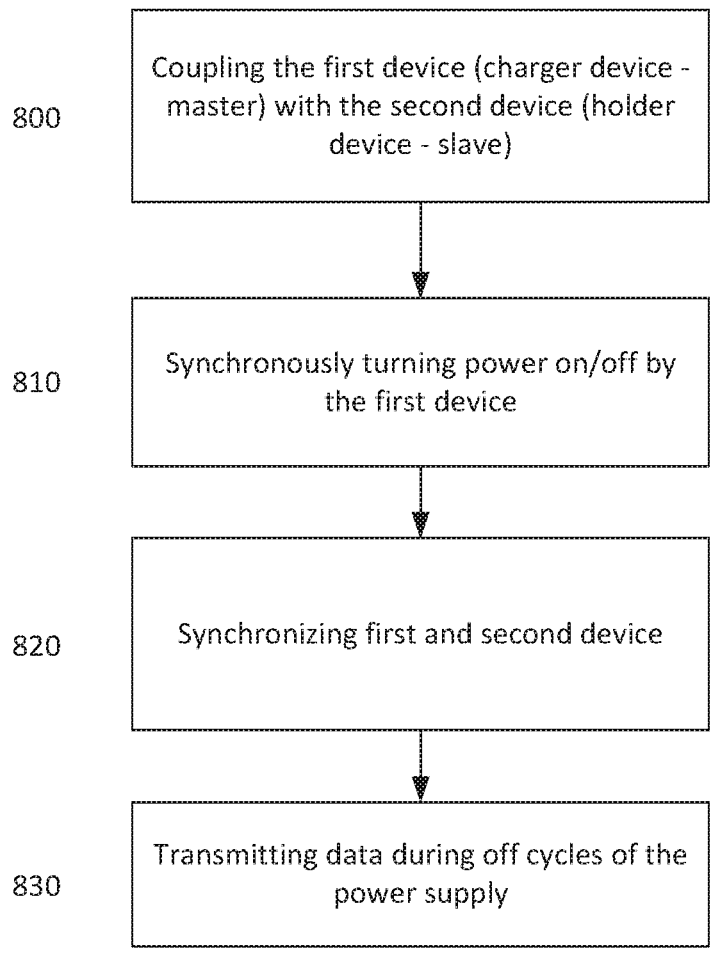 800
Coupling the first device (charger device -
master) with the second device (holder
device - slave)
810
Synchronously turning power on/off by
the first device
820
Synchronizing first and second device
830
Transmitting data during off cycles of the
power supply